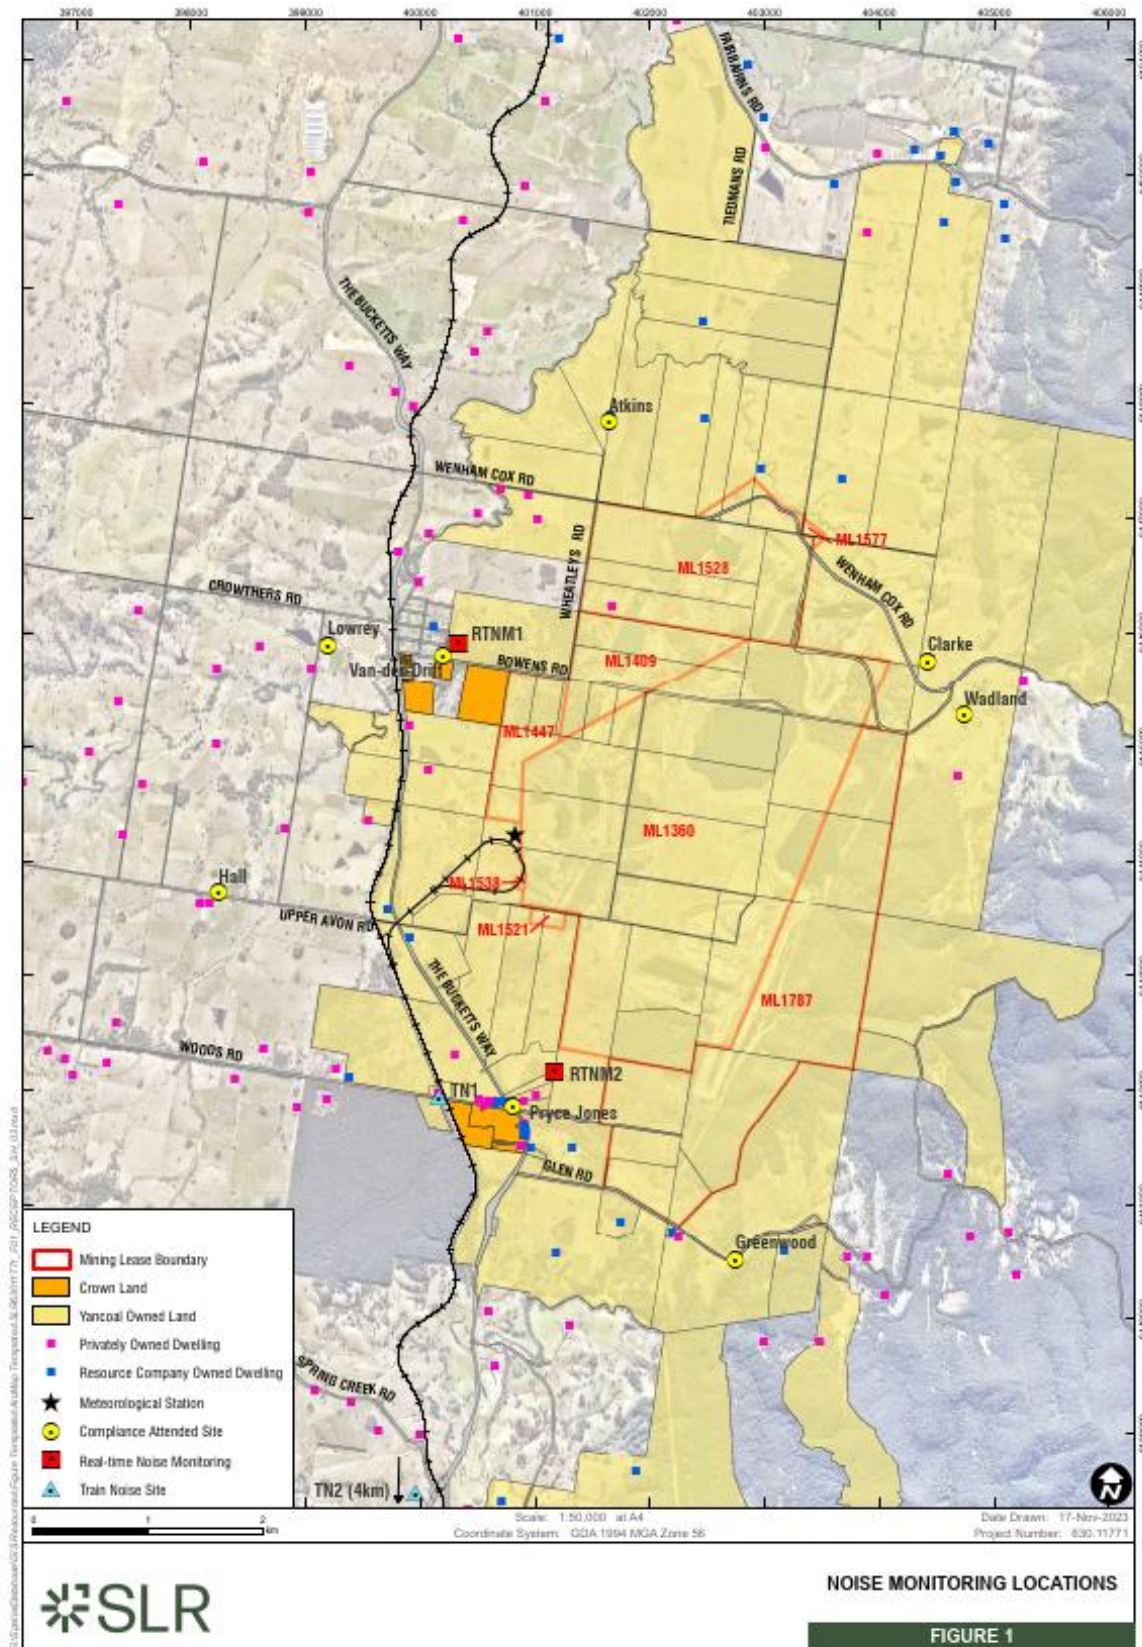 397000 398000 399000 400000 401000 402000 403000 404000 405000 406000
FAIRBAIRNS RD
TIEDMANS RD
THE BUCKETTS WAY
Atkins
WENHAM COX RD
WHEATLEYS RD
ML1577
ML1528
WENHAM COX RD
CROWTHERS RD
Lowrey
RTNM1
Clarke
Van-der-Drift
BOWENS RD
ML1409
Wadland
ML1447
ML1360
Hall
ML1538
UPPER AVON RD
ML1521
THE BUCKETTS WAY
ML1787
WOODS RD
RTNM2
TN1
Pryce Jones
GLEN RD
Greenwood
SPRING CREEK RD
TN2 (4km)
LEGEND
Mining Lease Boundary
Crown Land
Yancoal Owned Land
Privately Owned Dwelling
Resource Company Owned Dwelling
Meteorological Station
Compliance Attended Site
Real-time Noise Monitoring
Train Noise Site
N
0 1 2
km
Scale: 1:50,000 at A4
Coordinate System: GDA 1994 MGA Zone 56
Date Drawn: 17-Nov-2023
Project Number: 630.11771
SLR
NOISE MONITORING LOCATIONS
FIGURE 1